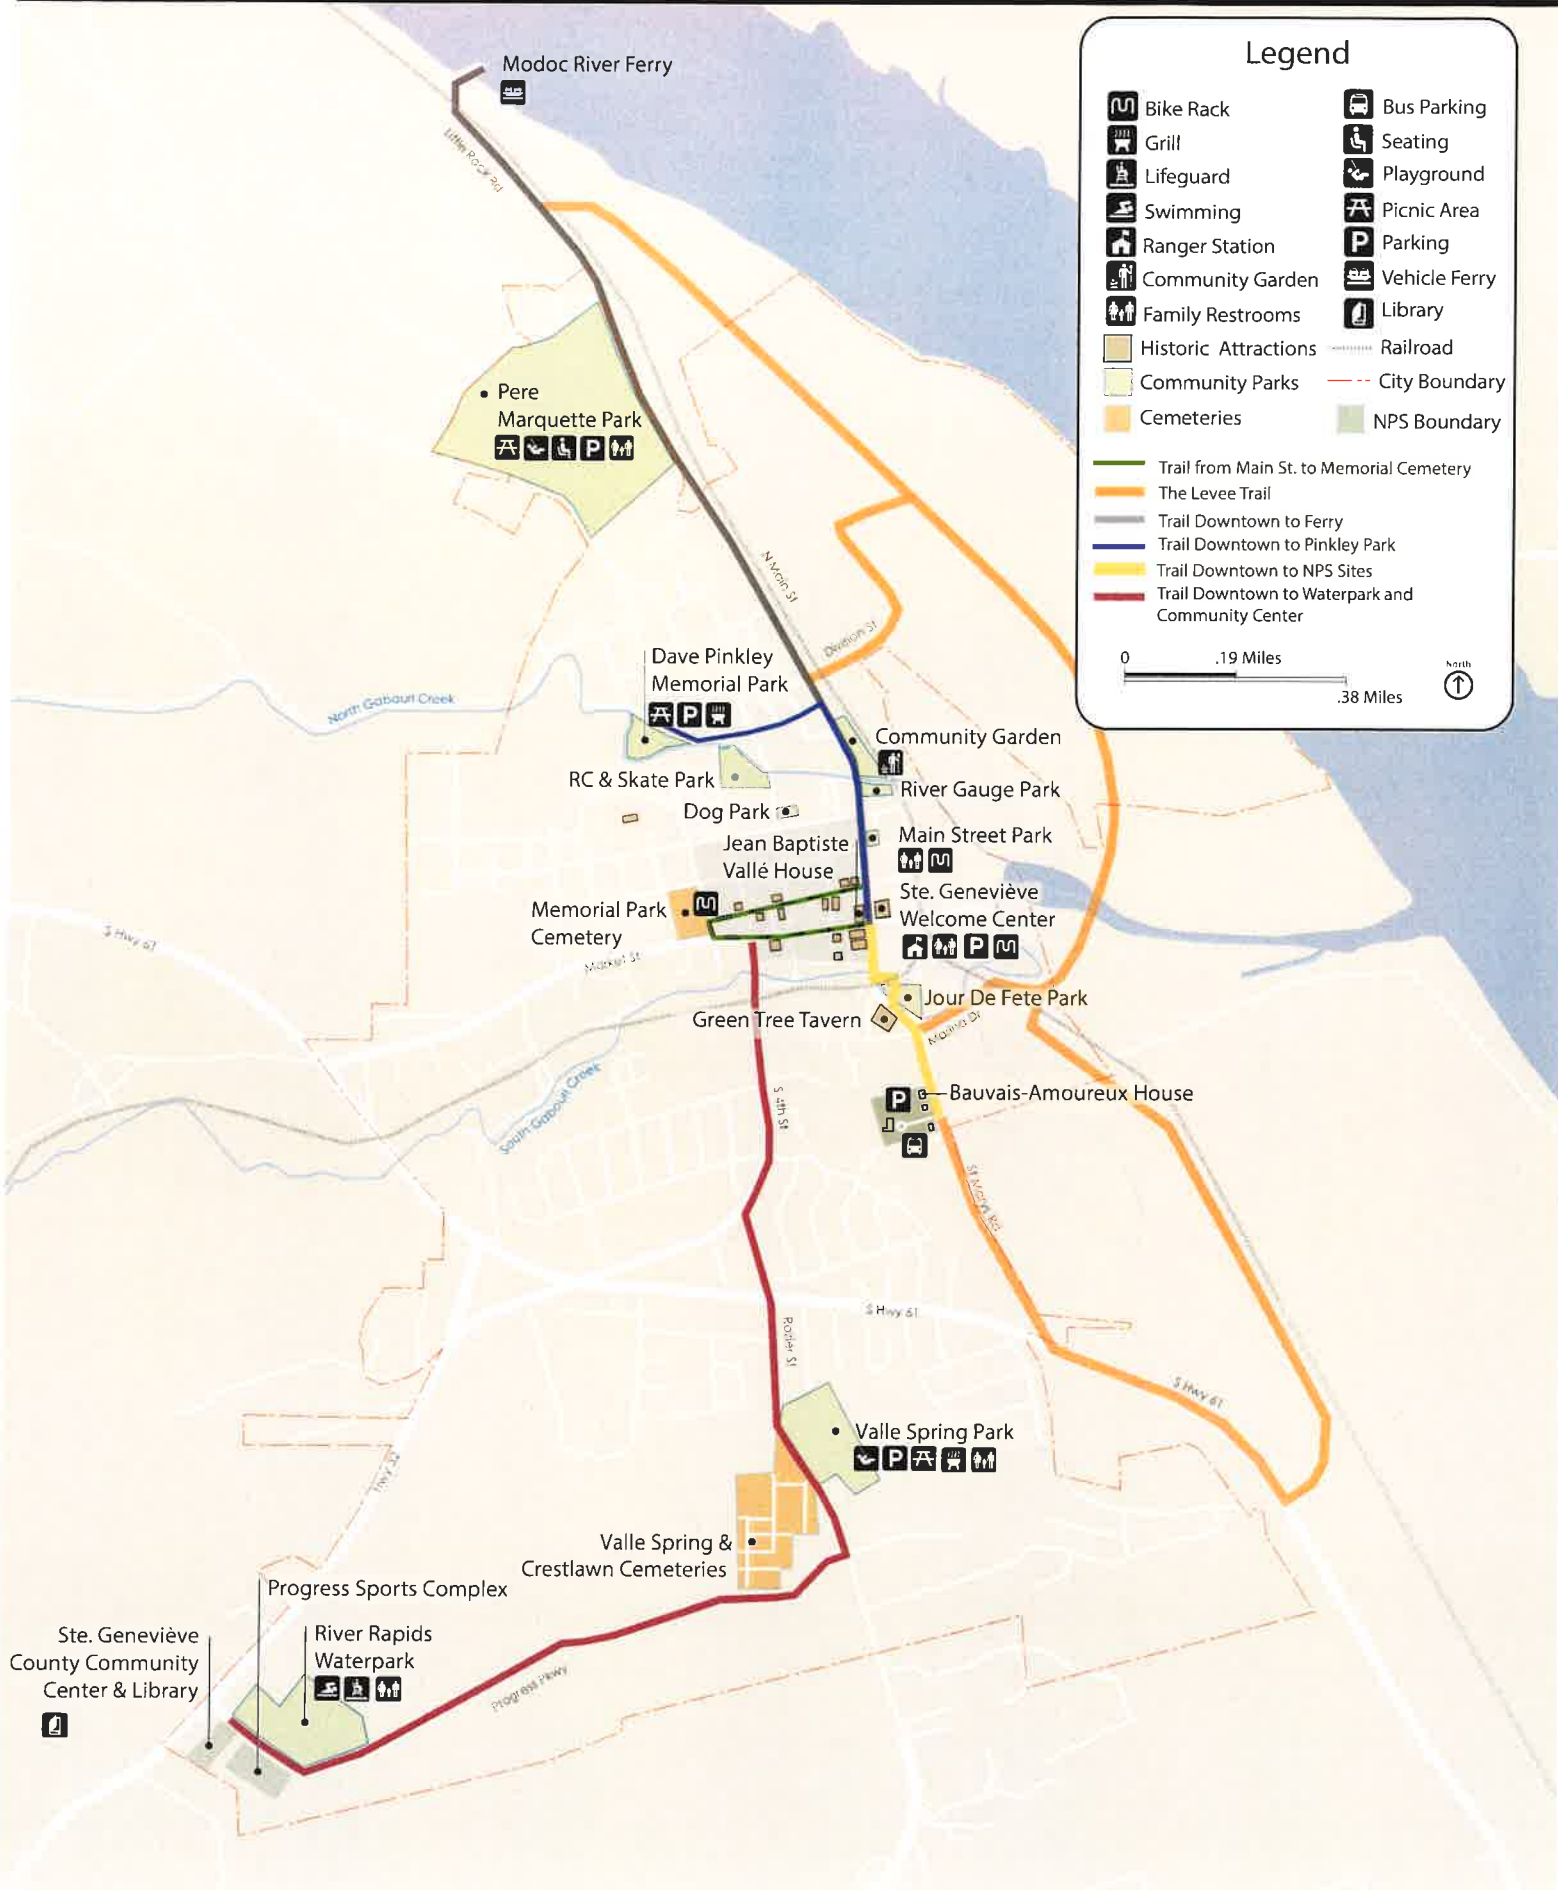 Modoc River Ferry
Little Rock Rd
Legend
Bike Rack
Grill
Lifeguard
Swimming
Ranger Station
Community Garden
Family Restrooms
Historic Attractions
Community Parks
Cemeteries
Bus Parking
Seating
Playground
Picnic Area
P Parking
Vehicle Ferry
Library
Railroad
City Boundary
NPS Boundary
Trail from Main St. to Memorial Cemetery
The Levee Trail
Trail Downtown to Ferry
Trail Downtown to Pinkley Park
Trail Downtown to NPS Sites
Trail Downtown to Waterpark and
Community Center
0 .19 Miles
.38 Miles
North
Pere
Marquette Park
P
N Main St
Division St
Dave Pinkley
Memorial Park
P
North Gabouri Creek
Community Garden
RC & Skate Park
River Gauge Park
Dog Park
Main Street Park
Jean Baptiste
Vallé House
Ste. Geneviève
Welcome Center
P
Memorial Park
Cemetery
S Hwy 61
Market St
Jour De Fete Park
Green Tree Tavern
Marina Dr
South Gabouri Creek
S 4th St
P
Bauvais-Amoureux House
St Marys Rd
S Hwy 61
Rozier St
S Hwy 61
Valle Spring Park
P
Hwy 32
Valle Spring &
Crestlawn Cemeteries
Progress Sports Complex
Ste. Geneviève
County Community
Center & Library
River Rapids
Waterpark
Progress Pkwy